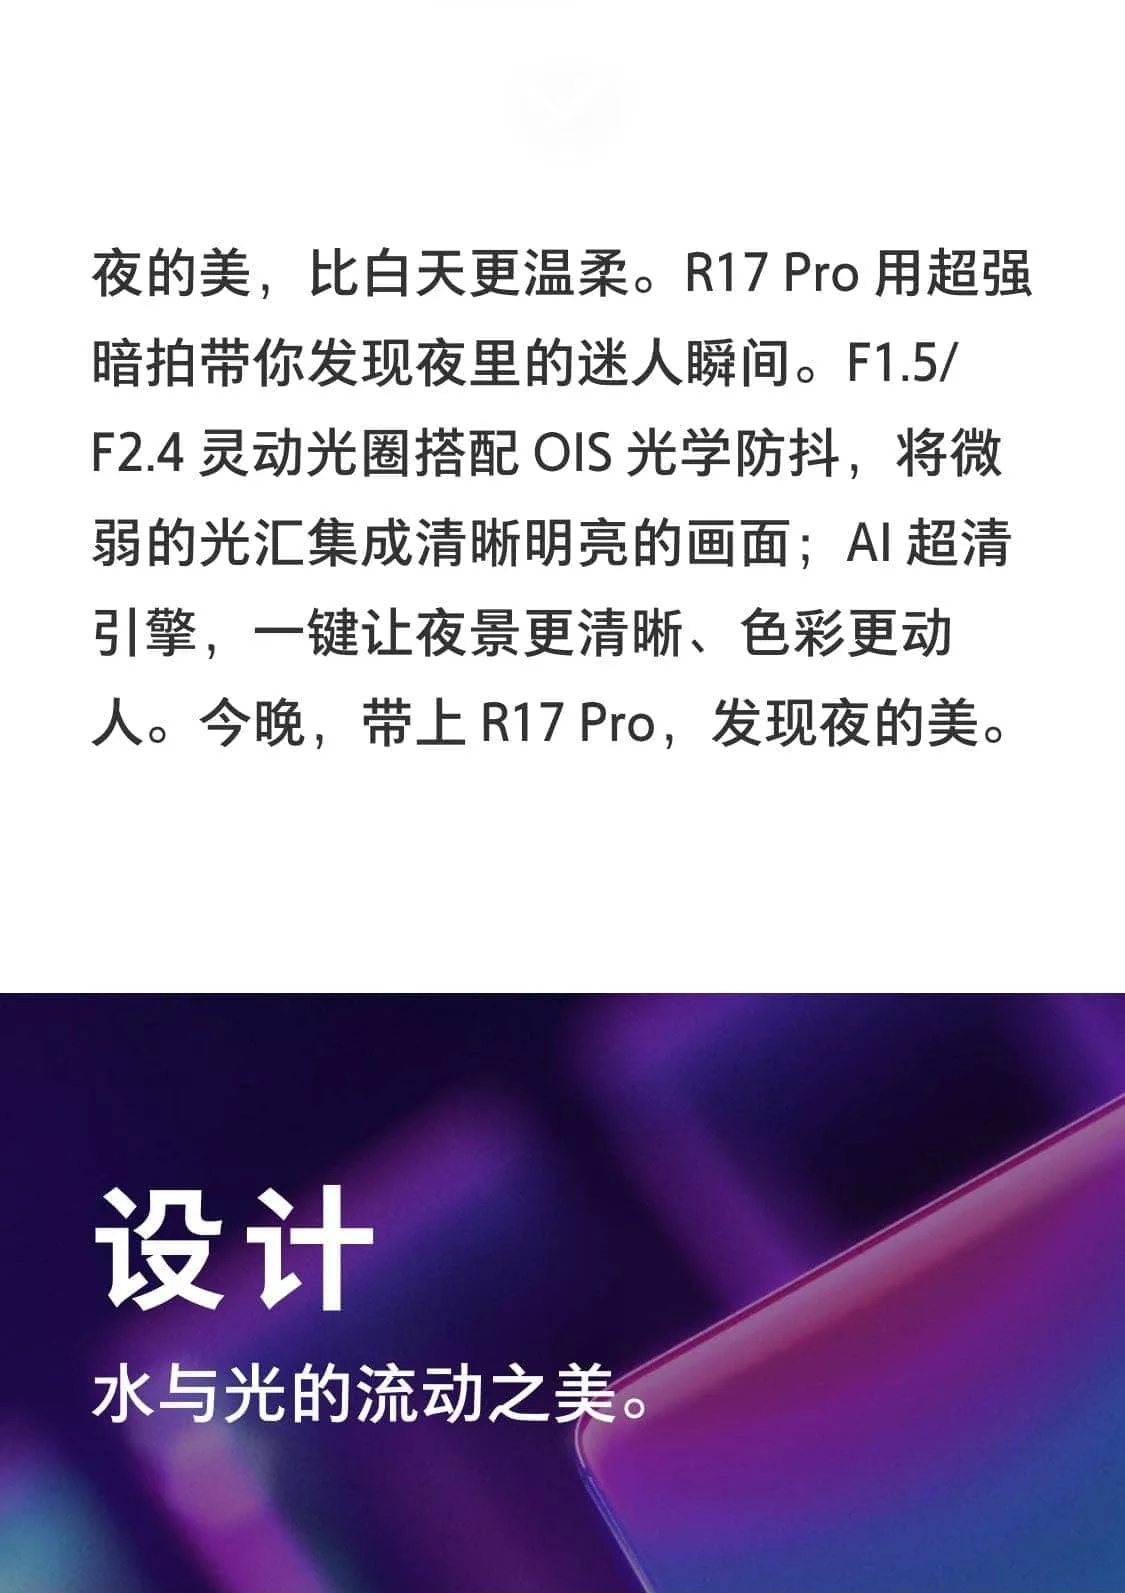 夜的美，比白天更温柔。R17 Pro 用超强
暗拍带你发现夜里的迷人瞬间。F1.5/
F2.4 灵动光圈搭配 OIS 光学防抖，将微
弱的光汇集成清晰明亮的画面；AI 超清
引擎，一键让夜景更清晰、色彩更动
人。今晚，带上 R17 Pro，发现夜的美。
设计
水与光的流动之美。